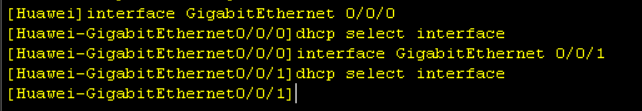 [Huawei]interface GigabitEthernet 0/0/0
[Huawei-GigabitEthernet0/0/0]dhcp select interface
[Huawei-GigabitEthernet0/0/0]interface GigabitEthernet 0/0/1
[Huawei-GigabitEthernet0/0/1]dhcp select interface
[Huawei-GigabitEthernet0/0/1]